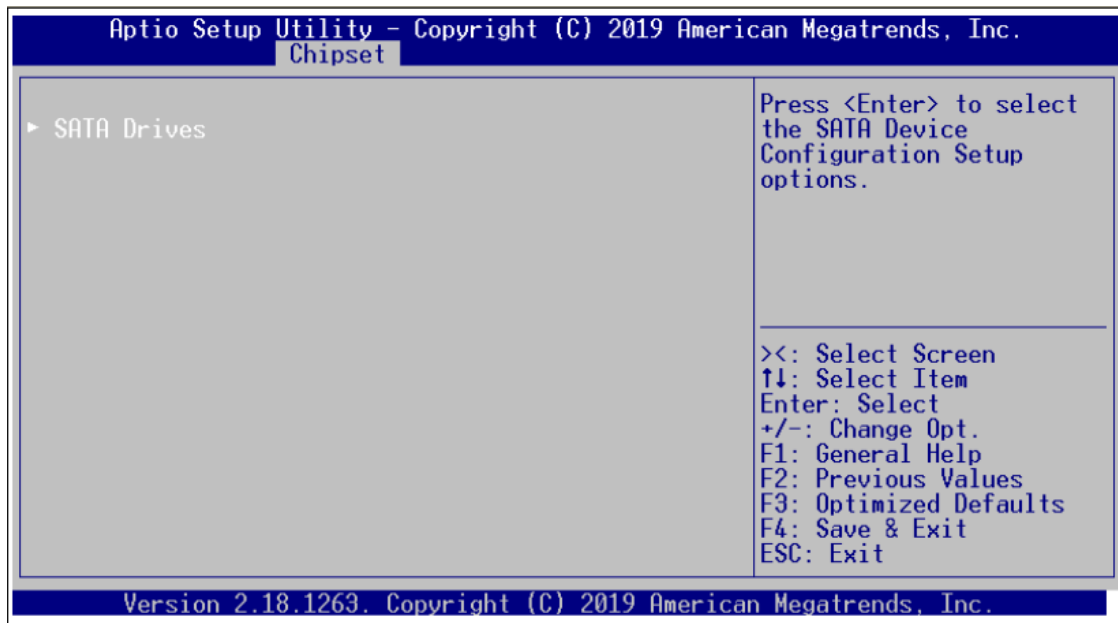 Aptio Setup Utility – Copyright (C) 2019 American Megatrends, Inc.
Chipset
► SATA Drives
Press <Enter> to select
the SATA Device
Configuration Setup
options.
><: Select Screen
↑↓: Select Item
Enter: Select
+/-: Change Opt.
F1: General Help
F2: Previous Values
F3: Optimized Defaults
F4: Save & Exit
ESC: Exit
Version 2.18.1263. Copyright (C) 2019 American Megatrends, Inc.